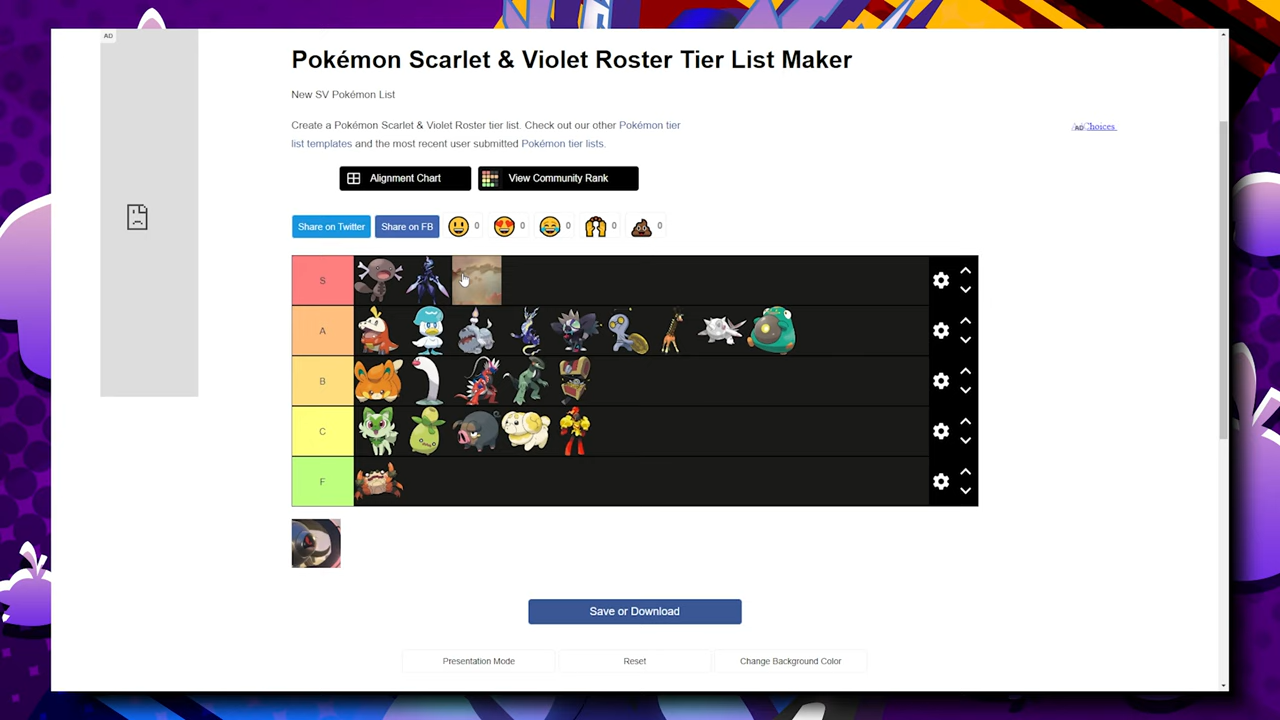 AD
Pokémon Scarlet & Violet Roster Tier List Maker
New SV Pokémon List
Create a Pokémon Scarlet & Violet Roster tier list. Check out our other Pokémon tier
list templates and the most recent user submitted Pokémon tier lists.
AD Choices
Alignment Chart
View Community Rank
Share on Twitter
Share on FB
0
0
0
0
0
S
A
B
C
F
Save or Download
Presentation Mode
Reset
Change Background Color